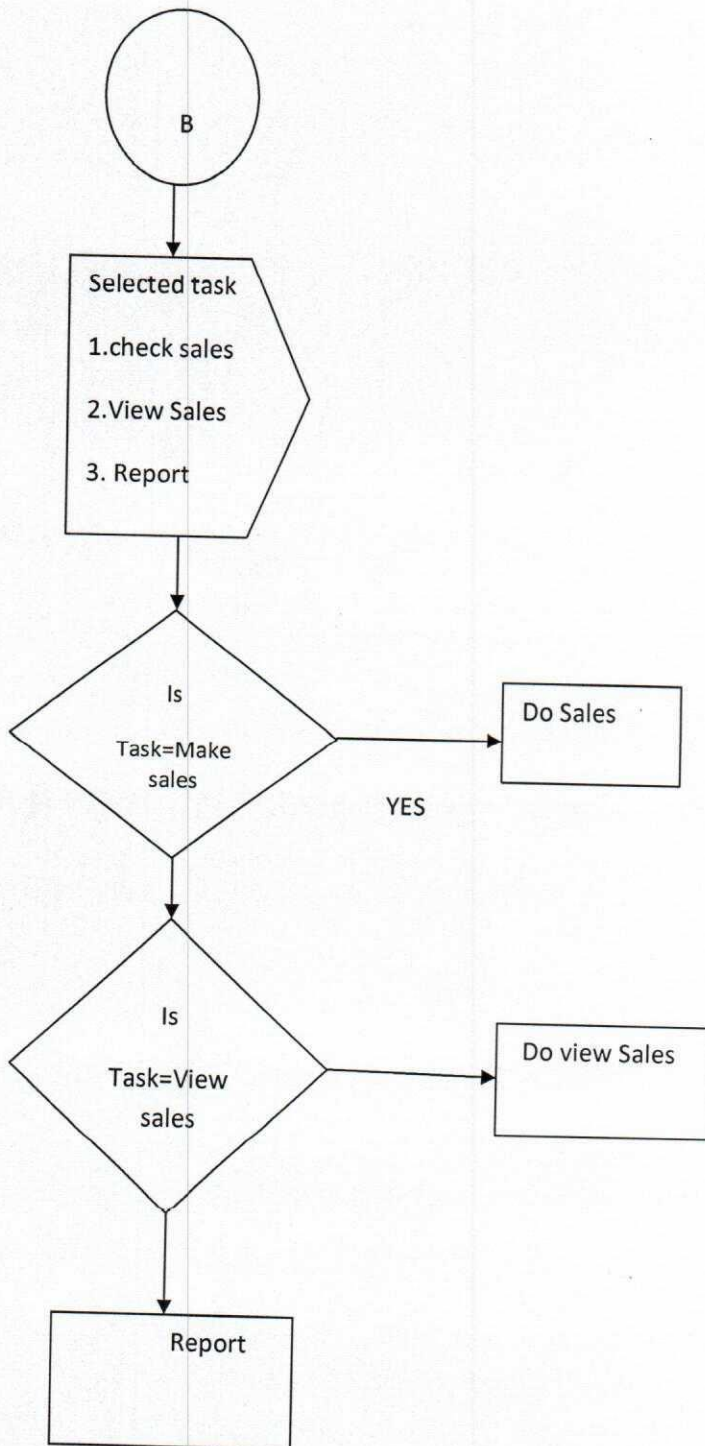 B
Selected task
1.check sales
2.View Sales
3. Report
Is
Task=Make
sales
Do Sales
YES
Is
Task=View
sales
Do view Sales
Report